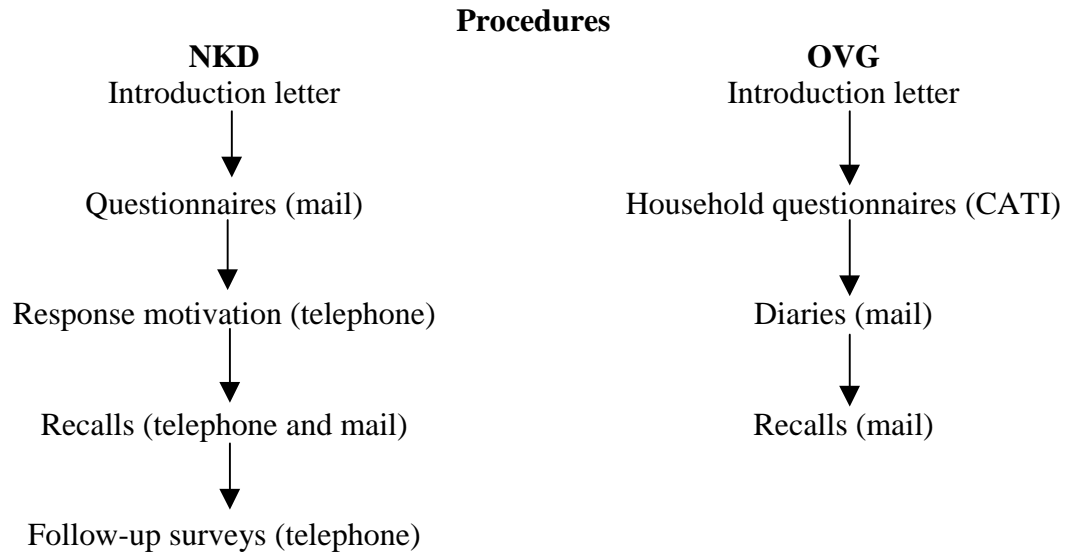 Procedures
NKD
Introduction letter
Questionnaires (mail)
Response motivation (telephone)
Recalls (telephone and mail)
Follow-up surveys (telephone)
OVG
Introduction letter
Household questionnaires (CATI)
Diaries (mail)
Recalls (mail)